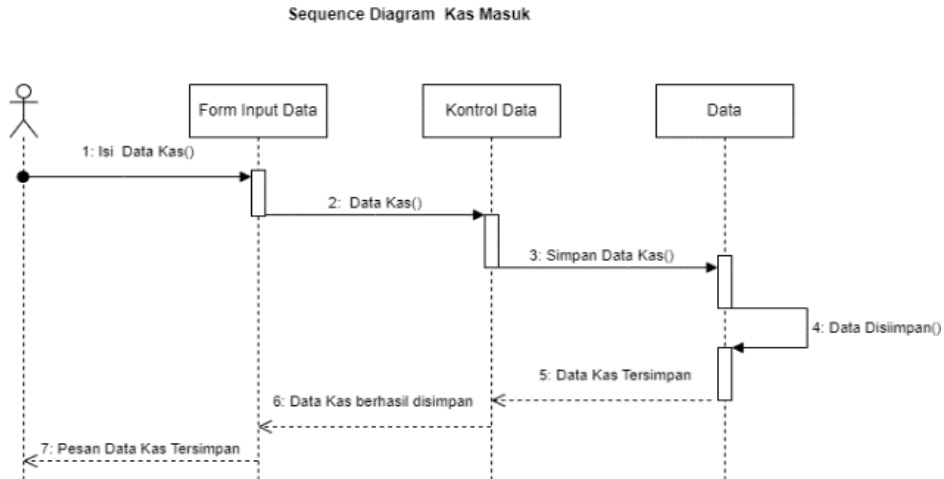 Sequence Diagram Kas Masuk
Form Input Data
Kontrol Data
Data
1: Isi Data Kas()
2: Data Kas()
3: Simpan Data Kas()
4: Data Disiimpan()
5: Data Kas Tersimpan
6: Data Kas berhasil disimpan
7: Pesan Data Kas Tersimpan